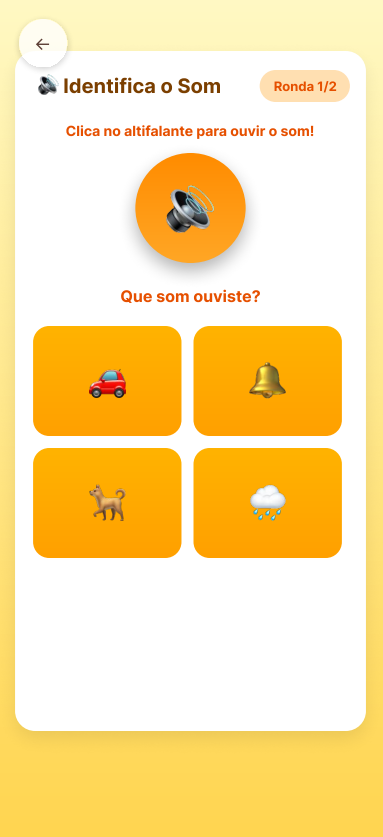 ←
Identifica o Som
Ronda 1/2
Clica no altifalante para ouvir o som!
Que som ouviste?